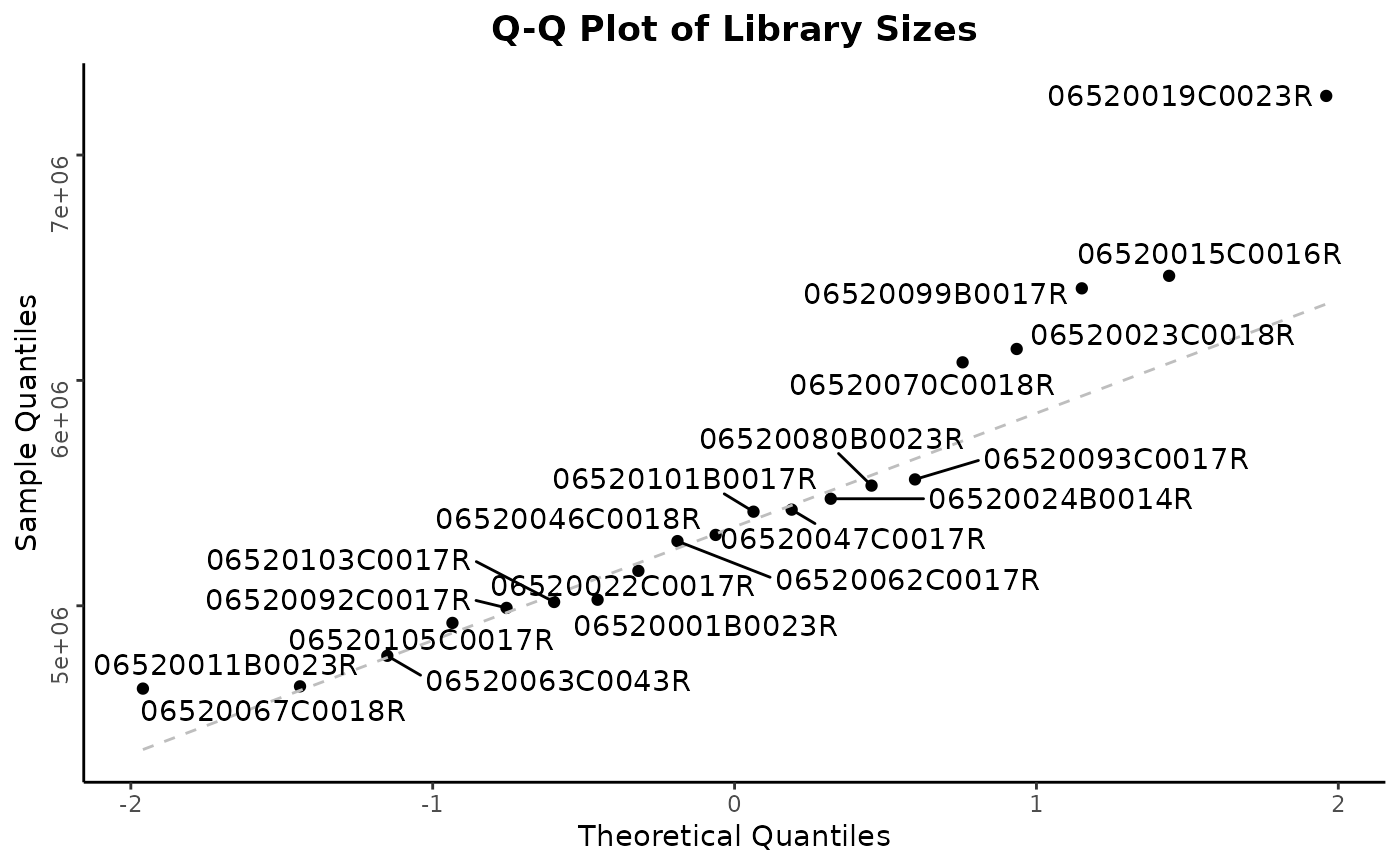 Q-Q Plot of Library Sizes
06520019C0023R
7e+06
06520015C0016R
06520099B0017R
06520023C0018R
06520070C0018R
6e+06
06520080B0023R
06520093C0017R
06520101B0017R
06520024B0014R
06520046C0018R
06520047C0017R
06520103C0017R
06520062C0017R
06520022C0017R
06520092C0017R
06520001B0023R
5e+06
06520105C0017R
06520011B0023R
06520063C0043R
06520067C0018R
Sample Quantiles
-2
-1
0
1
2
Theoretical Quantiles